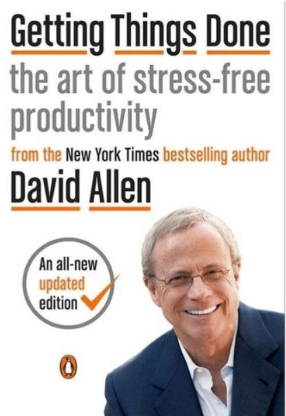 Getting Things Done
the art of stress-free
productivity
from the New York Times bestselling author
David Allen
An all-new
updated
edition